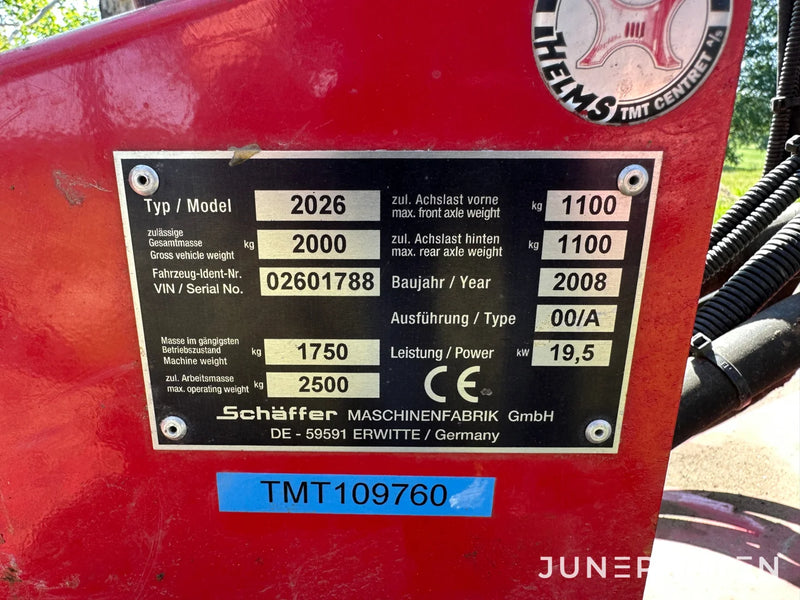 HELMS
TMT CENTRET A/S
Typ / Model 2026
zulässige
Gesamtmasse
Gross vehicle weight kg 2000
Fahrzeug-Ident-Nr.
VIN / Serial No. 02601788
Masse im gängigsten
Betriebszustand
Machine weight kg 1750
zul. Arbeitsmasse
max. operating weight kg 2500
zul. Achslast vorne
max. front axle weight kg 1100
zul. Achslast hinten
max. rear axle weight kg 1100
Baujahr / Year 2008
Ausführung / Type 00/A
Leistung / Power kW 19,5
CE
Schäffer MASCHINENFABRIK GmbH
DE - 59591 ERWITTE / Germany
TMT109760